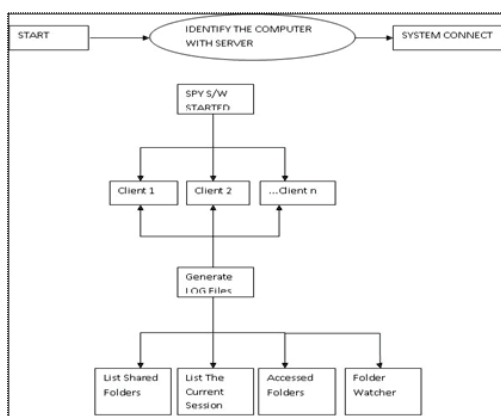 START
IDENTIFY THE COMPUTER
WITH SERVER
SYSTEM CONNECT
SPY S/W
STARTED
Client 1
Client 2
...Client n
Generate
LOG Files
List Shared
Folders
List The
Current
Session
Accessed
Folders
Folder
Watcher